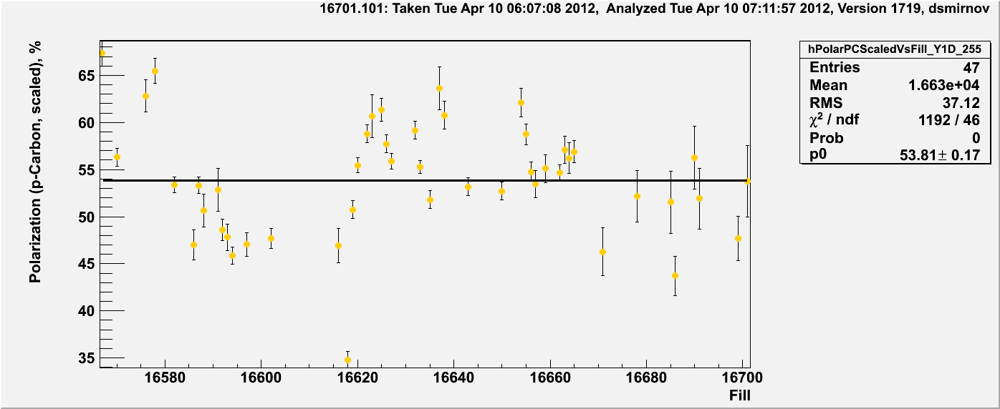 16701.101: Taken Tue Apr 10 06:07:08 2012, Analyzed Tue Apr 10 07:11:57 2012, Version 1719, dsmirnov
Polarization (p-Carbon, scaled), %
65
60
55
50
45
40
35
16580 16600 16620 16640 16660 16680 16700
Fill
hPolarPCScaledVsFill_Y1D_255
Entries 47
Mean 1.663e+04
RMS 37.12
χ² / ndf 1192 / 46
Prob 0
p0 53.81± 0.17